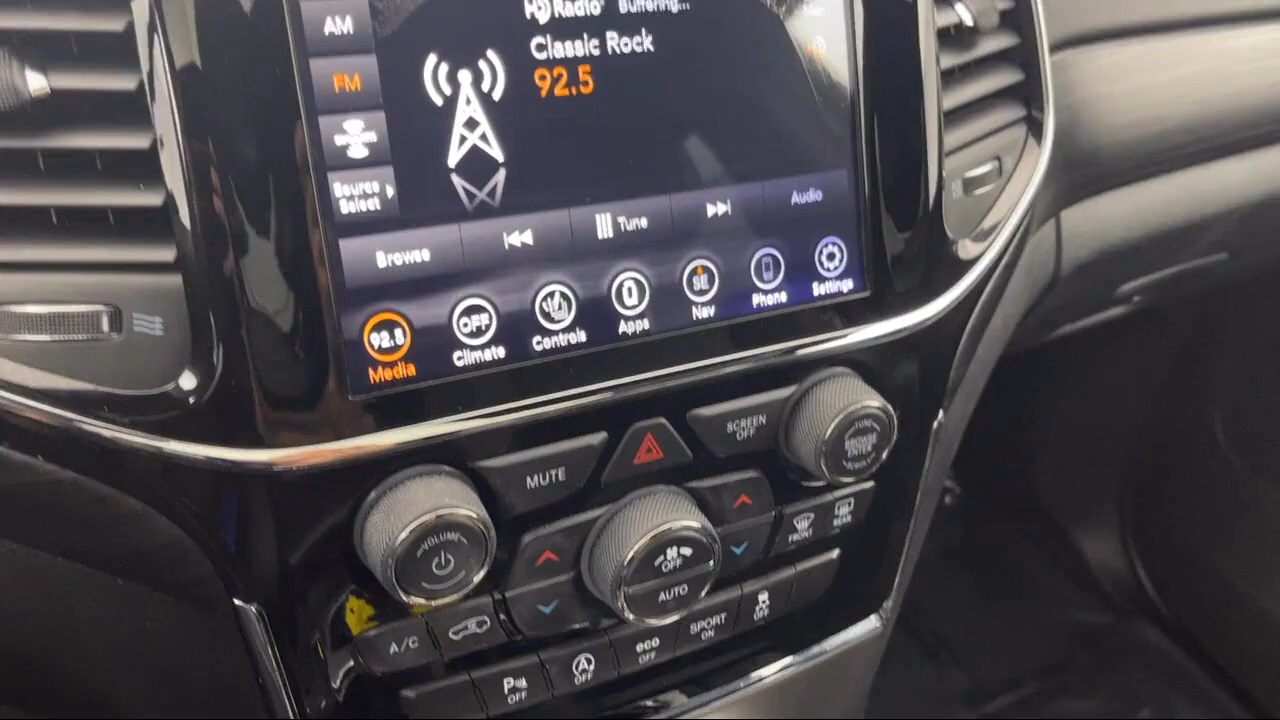 AM
FM
Source
Select
HD Radio Buffering...
Classic Rock
92.5
Browse
Tune
Audio
92.5
Media
OFF
Climate
Controls
Apps
SE
Nav
Phone
Settings
MUTE
SCREEN
OFF
TUNE
BROWSE
ENTER
SCROLL
VOLUME
OFF
AUTO
FRONT
REAR
A/C
P
OFF
A
OFF
eco
OFF
SPORT
ON
OFF